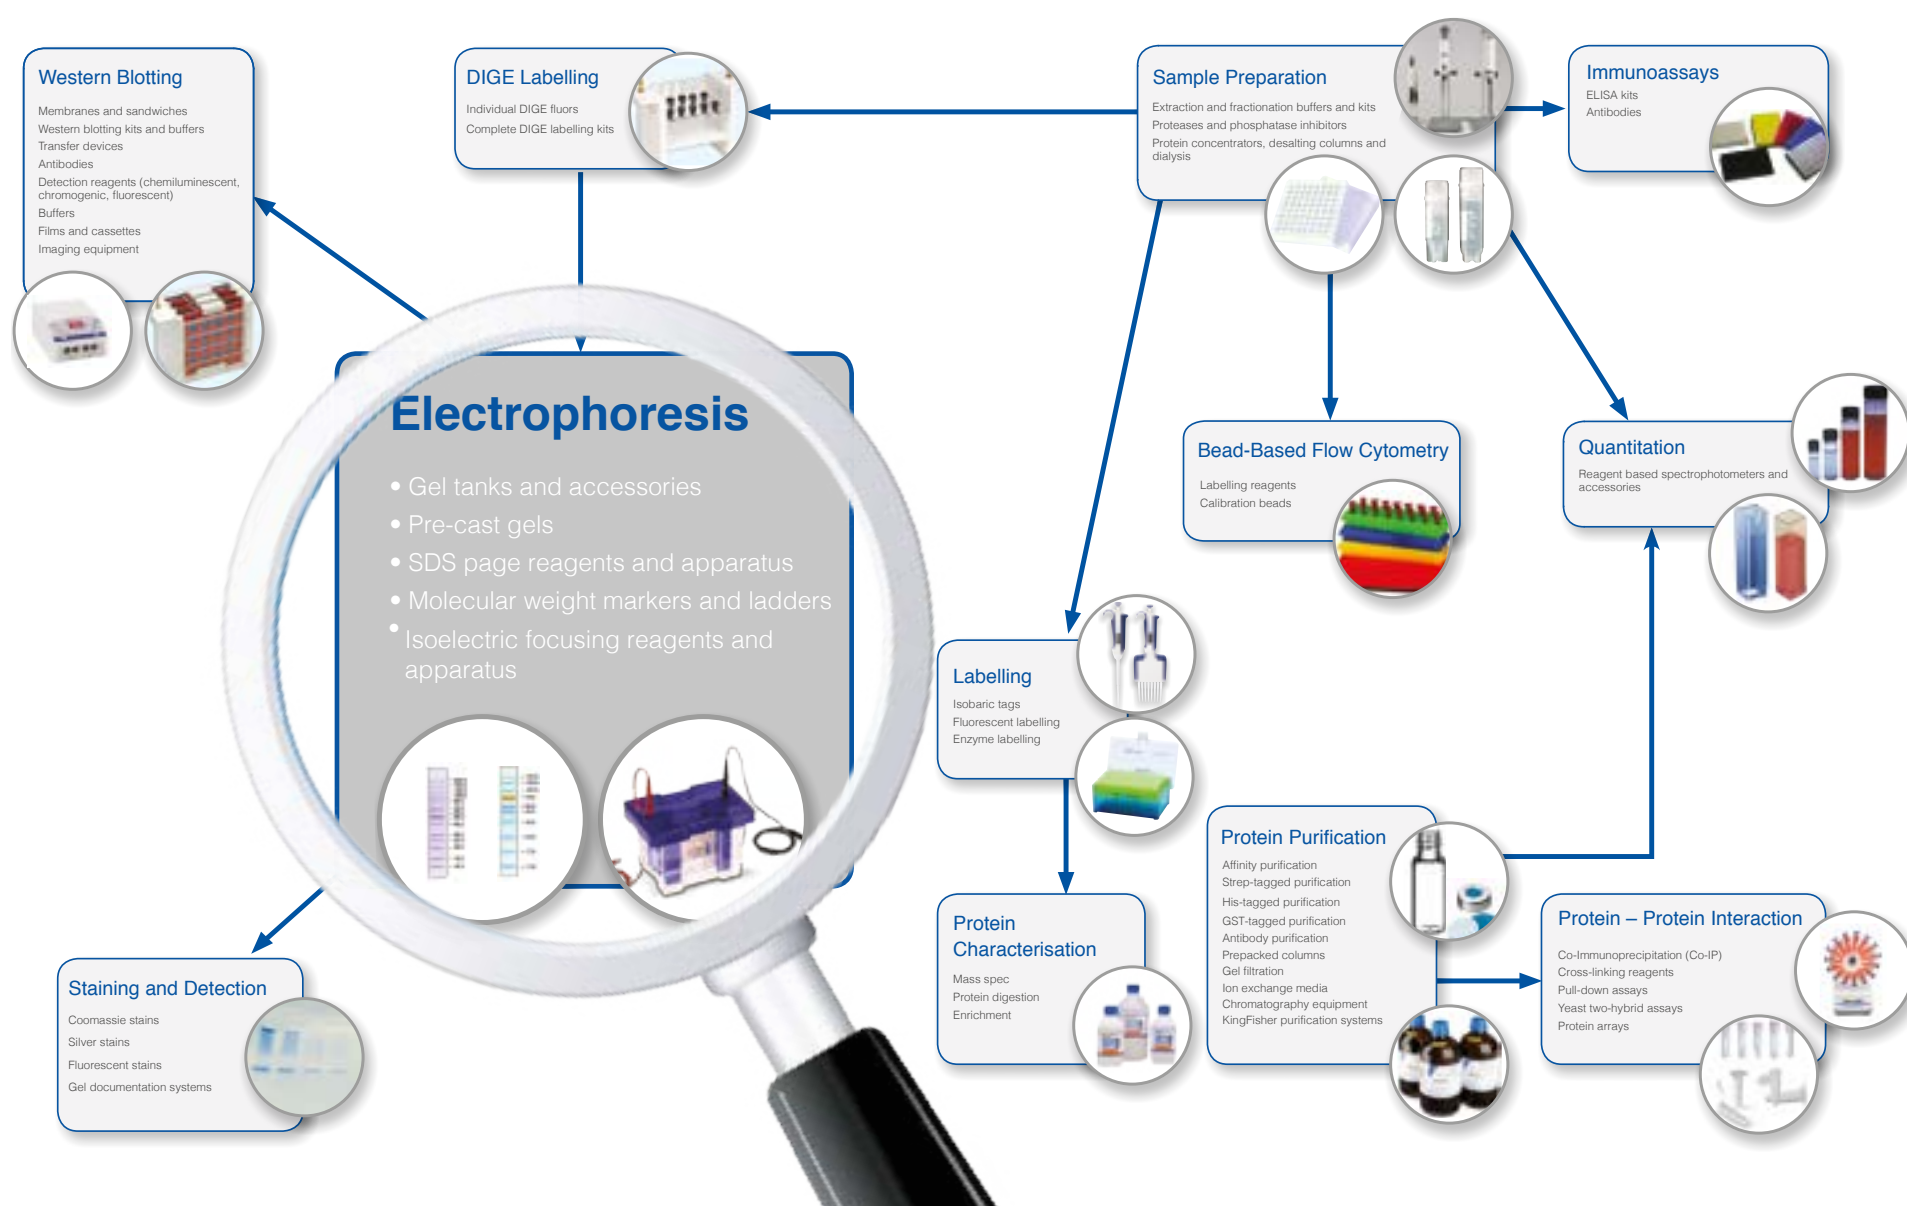 Western Blotting
Membranes and sandwiches
Western blotting kits and buffers
Transfer devices
Antibodies
Detection reagents (chemiluminescent,
chromogenic, fluorescent)
Buffers
Films and cassettes
Imaging equipment
DIGE Labelling
Individual DIGE fluors
Complete DIGE labelling kits
Sample Preparation
Extraction and fractionation buffers and kits
Proteases and phosphatase inhibitors
Protein concentrators, desalting columns and
dialysis
Immunoassays
ELISA kits
Antibodies
Electrophoresis
• Gel tanks and accessories
• Pre-cast gels
• SDS page reagents and apparatus
• Molecular weight markers and ladders
• Isoelectric focusing reagents and
apparatus
Bead-Based Flow Cytometry
Labelling reagents
Calibration beads
Quantitation
Reagent based spectrophotometers and
accessories
Labelling
Isobaric tags
Fluorescent labelling
Enzyme labelling
Protein Purification
Affinity purification
Strep-tagged purification
His-tagged purification
GST-tagged purification
Antibody purification
Prepacked columns
Gel filtration
Ion exchange media
Chromatography equipment
KingFisher purification systems
Protein
Characterisation
Mass spec
Protein digestion
Enrichment
Protein – Protein Interaction
Co-Immunoprecipitation (Co-IP)
Cross-linking reagents
Pull-down assays
Yeast two-hybrid assays
Protein arrays
Staining and Detection
Coomassie stains
Silver stains
Fluorescent stains
Gel documentation systems